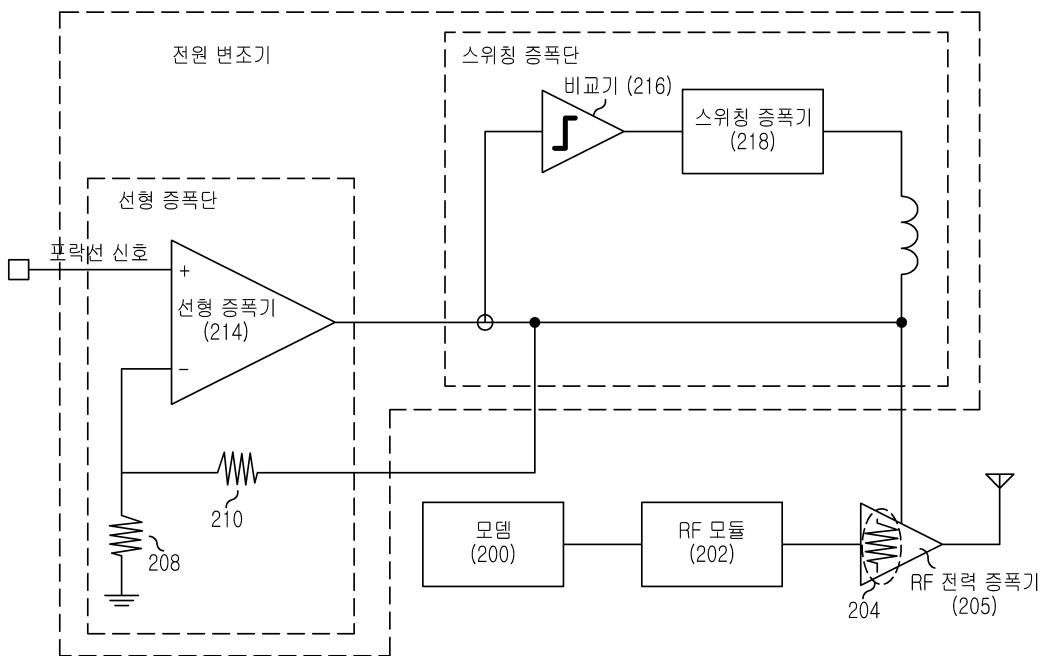 전원 변조기
스위칭 증폭단
비교기 (216)
스위칭 증폭기
(218)
선형 증폭단
포락선 신호
+
선형 증폭기
(214)
−
210
208
모뎀
(200)
RF 모듈
(202)
204
RF 전력 증폭기
(205)